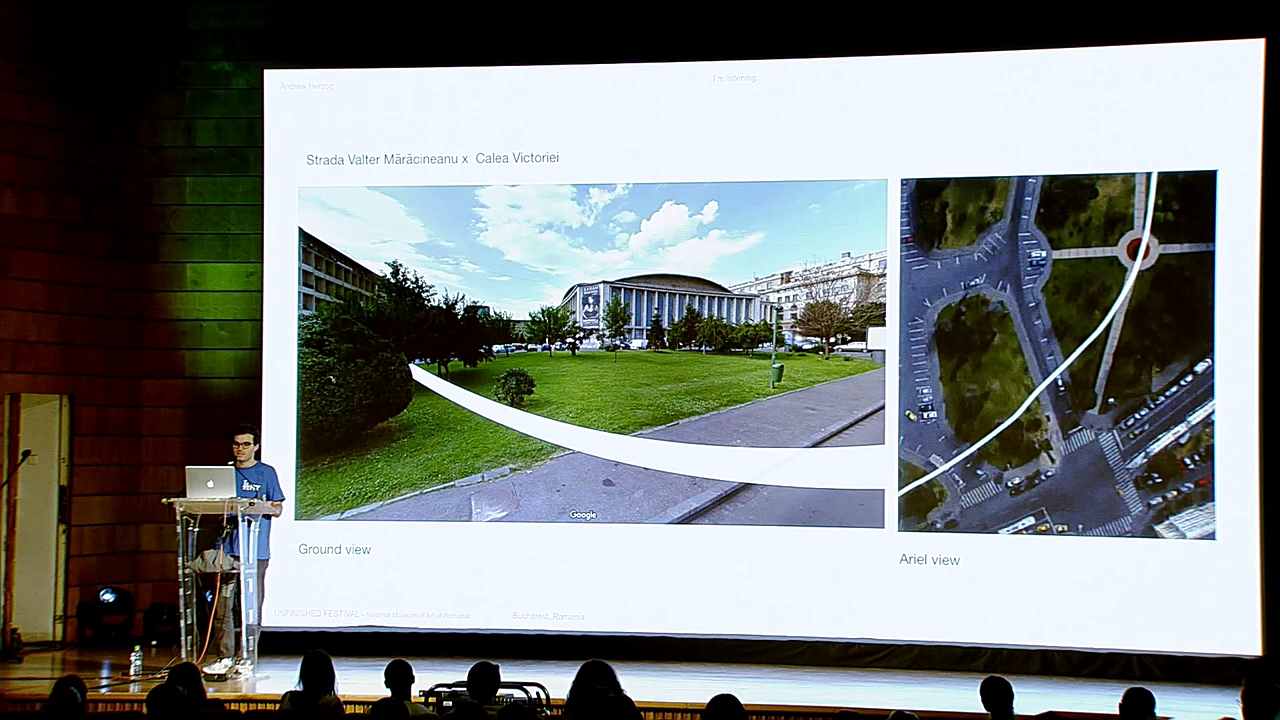 Andrew Herzog
I'm listening
Strada Valter Mărăcineanu x Calea Victoriei
Google
Ground view
Ariel view
UNFINISHED FESTIVAL - National Museum of Art of Romania
Bucharest, Romania